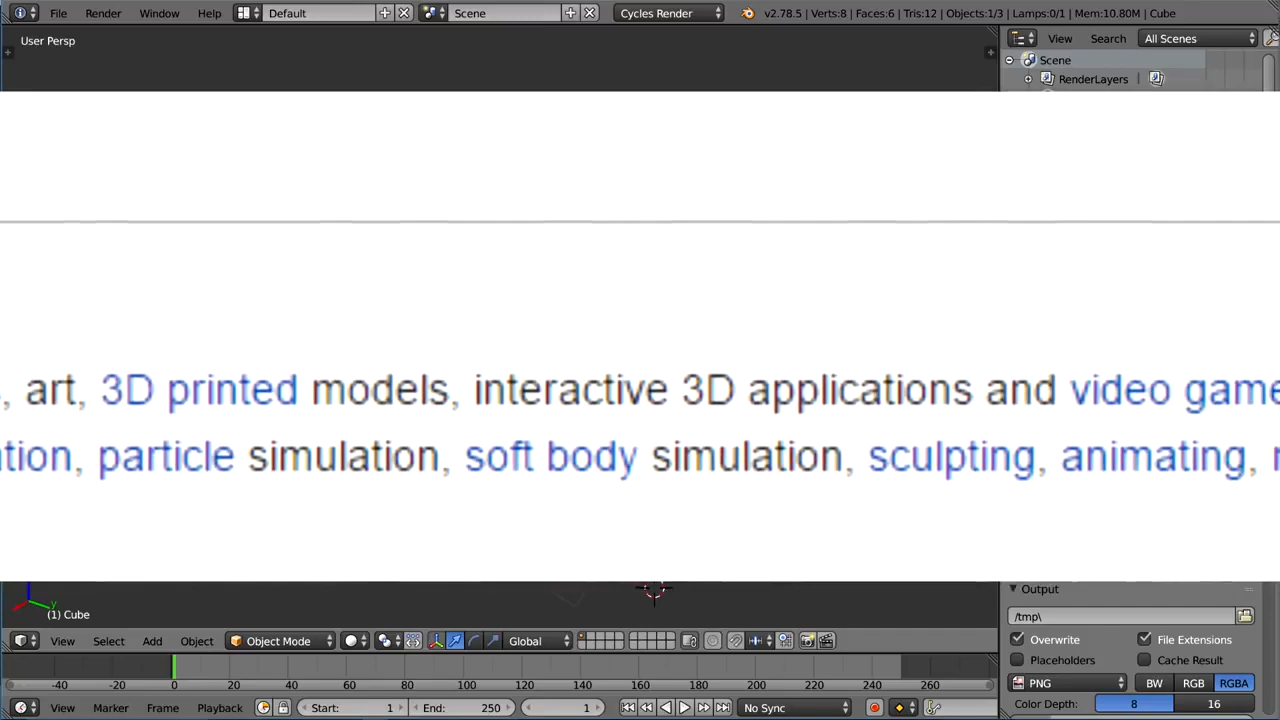 File Render Window Help Default Scene Cycles Render v2.78.5 | Verts:8 | Faces:6 | Tris:12 | Objects:1/3 | Lamps:0/1 | Mem:10.80M | Cube
User Persp
View Search All Scenes
Scene
RenderLayers
, art, 3D printed models, interactive 3D applications and video game
tion, particle simulation, soft body simulation, sculpting, animating,
(1) Cube
Output
/tmp\
View Select Add Object Object Mode Global
Overwrite File Extensions
Placeholders Cache Result
PNG BW RGB RGBA
Color Depth: 8 16
-40 -20 0 20 40 60 80 100 120 140 160 180 200 220 240 260
View Marker Frame Playback Start: 1 End: 250 1 No Sync